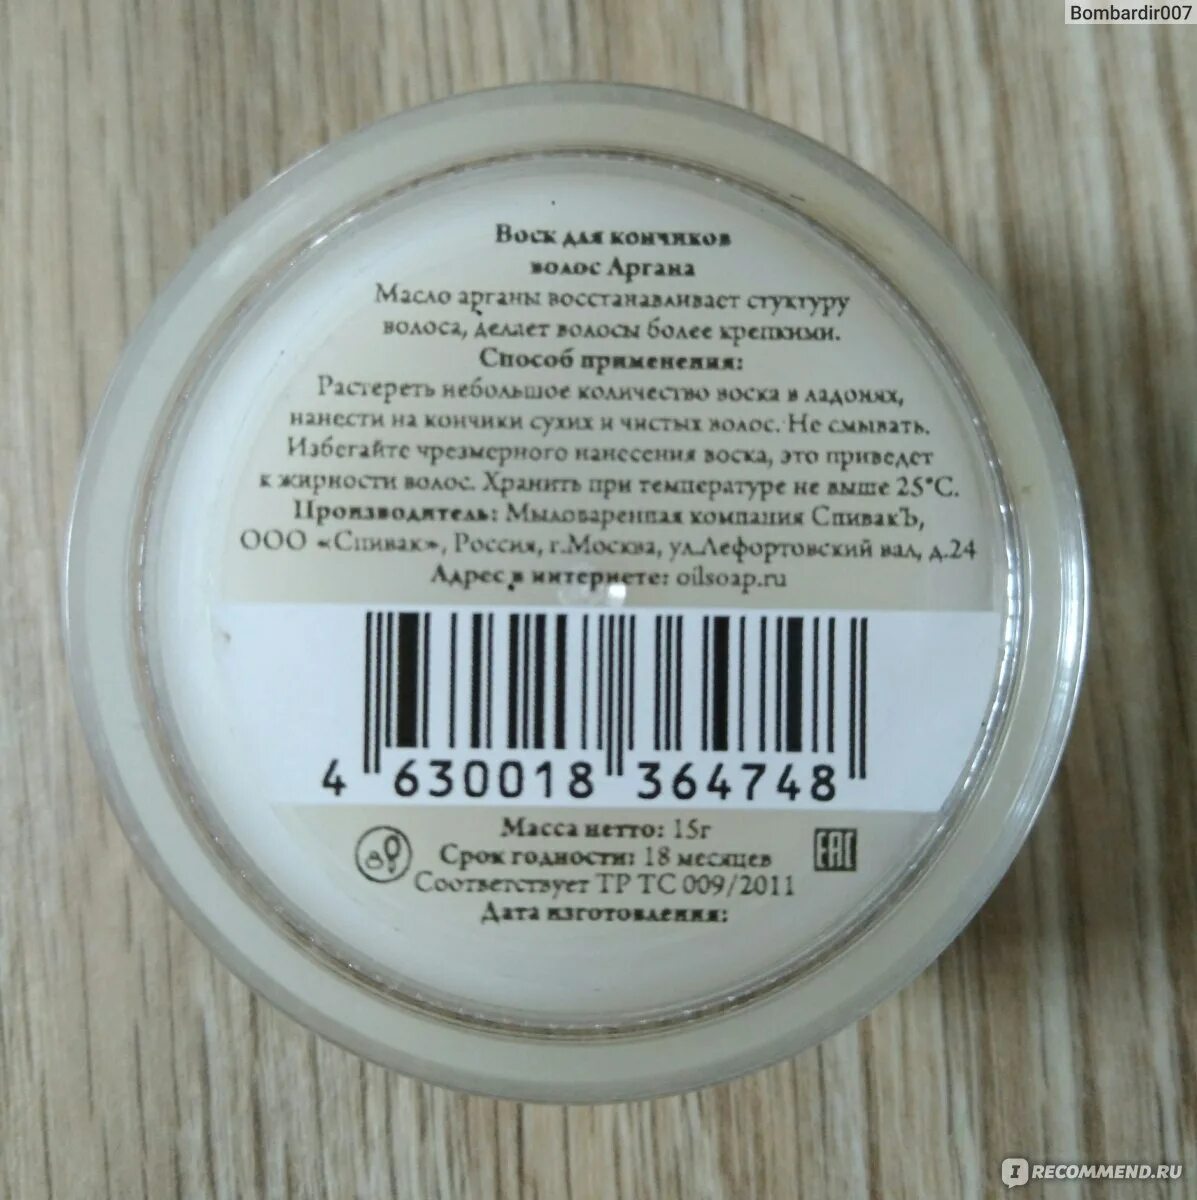 Bombardir007
Воск для кончиков
волос Аргана
Масло арганы восстанавливает стуктуру
волоса, делает волосы более крепкими.
Способ применения:
Растереть небольшое количество воска в ладонях,
нанести на кончики сухих и чистых волос. Не смывать.
Избегайте чрезмерного нанесения воска, это приведет
к жирности волос. Хранить при температуре не выше 25°С.
Производитель: Мыловаренная компания СпивакЪ,
ООО «Спивак», Россия, г.Москва, ул.Лефортовский вал, д.24
Адрес в интернете: oilsoap.ru
4 630018 364748
Масса нетто: 15г
Срок годности: 18 месяцев
Соответствует ТР ТС 009/2011
Дата изготовления:
EAC
I RECOMMEND.RU